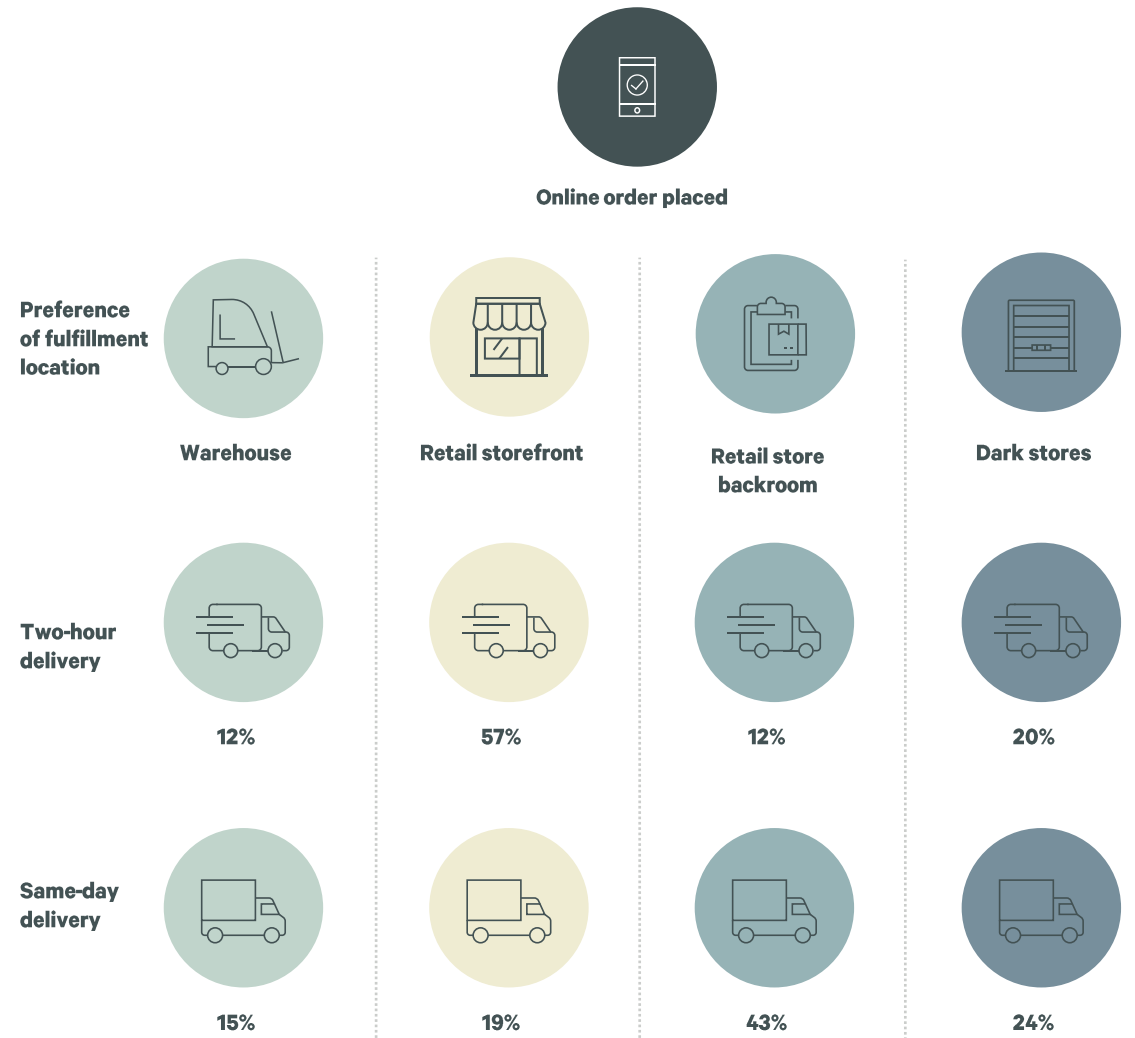 Online order placed
Preference
of fulfillment
location
Warehouse
Retail storefront
Retail store
backroom
Dark stores
Two-hour
delivery
12%
57%
12%
20%
Same-day
delivery
15%
19%
43%
24%